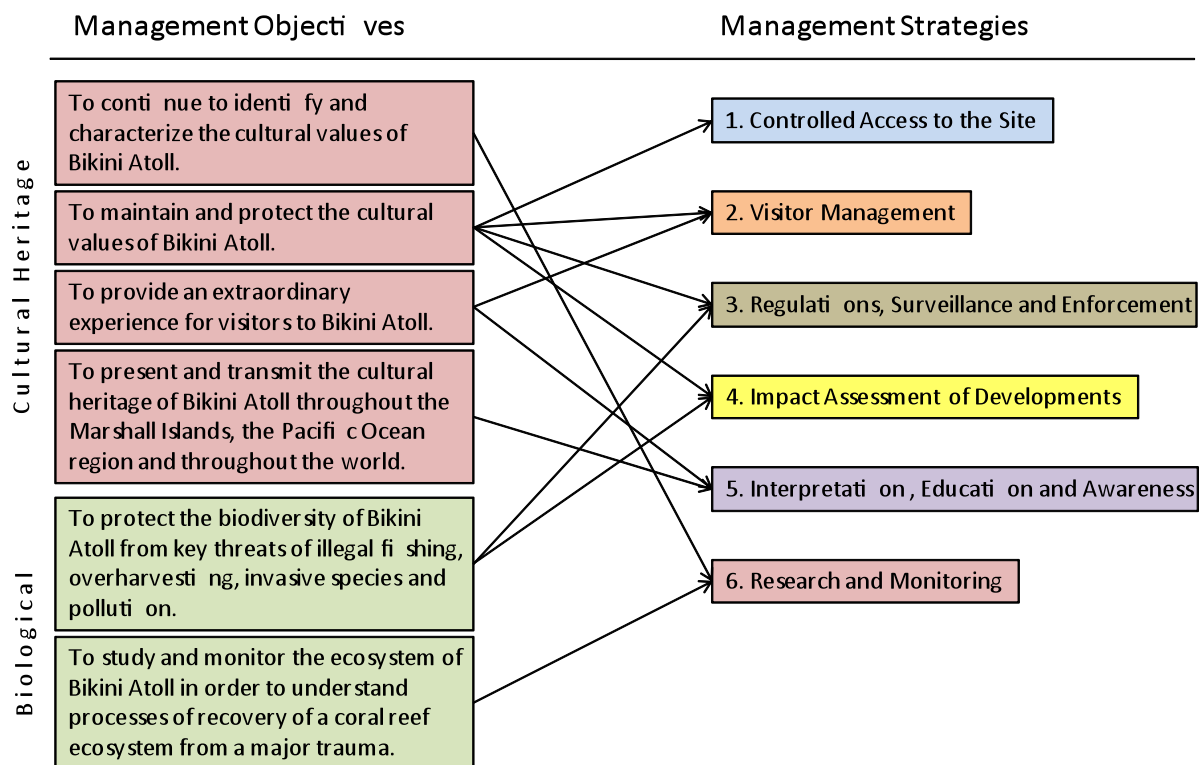 Management Objecti ves
Management Strategies
Cultural Heritage
To conti nue to identi fy and
characterize the cultural values of
Bikini Atoll.
To maintain and protect the cultural
values of Bikini Atoll.
To provide an extraordinary
experience for visitors to Bikini Atoll.
To present and transmit the cultural
heritage of Bikini Atoll throughout the
Marshall Islands, the Pacifi c Ocean
region and throughout the world.
Biological
To protect the biodiversity of Bikini
Atoll from key threats of illegal fi shing,
overharvesti ng, invasive species and
polluti on.
To study and monitor the ecosystem of
Bikini Atoll in order to understand
processes of recovery of a coral reef
ecosystem from a major trauma.
1. Controlled Access to the Site
2. Visitor Management
3. Regulati ons, Surveillance and Enforcement
4. Impact Assessment of Developments
5. Interpretati on , Educati on and Awareness
6. Research and Monitoring